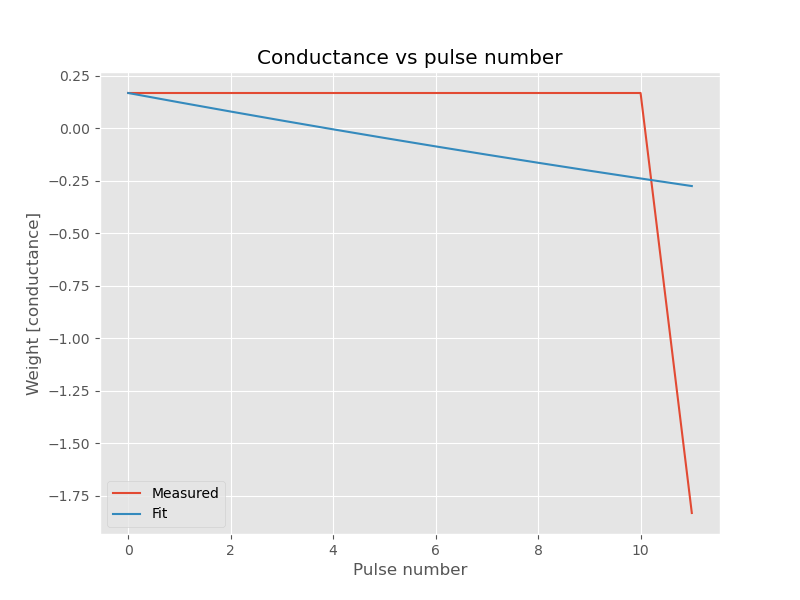 Conductance vs pulse number
0.25
0.00
−0.25
−0.50
−0.75
−1.00
−1.25
−1.50
−1.75
Weight [conductance]
Measured
Fit
0 2 4 6 8 10
Pulse number